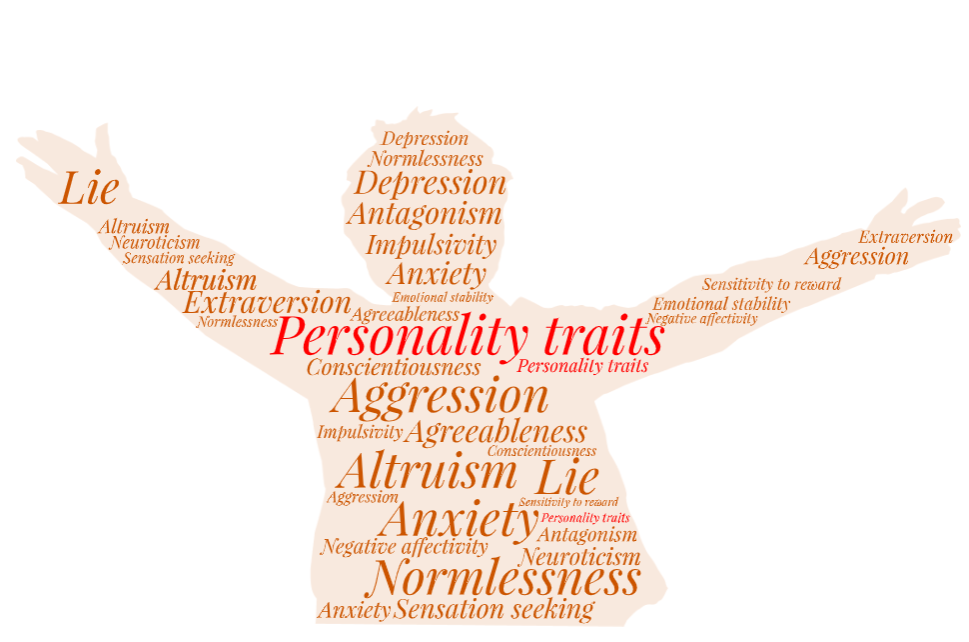 Depression
Normlessness
Depression
Lie
Antagonism
Altruism
Neuroticism
Impulsivity
Extraversion
Sensation seeking
Aggression
Anxiety
Altruism
Sensitivity to reward
Emotional stability
Extraversion
Emotional stability
Agreeableness
Negative affectivity
Normlessness
Personality traits
Conscientiousness
Personality traits
Aggression
Impulsivity
Agreeableness
Conscientiousness
Altruism
Lie
Aggression
Sensitivity to reward
Anxiety
Personality traits
Antagonism
Negative affectivity
Neuroticism
Normlessness
Anxiety
Sensation seeking